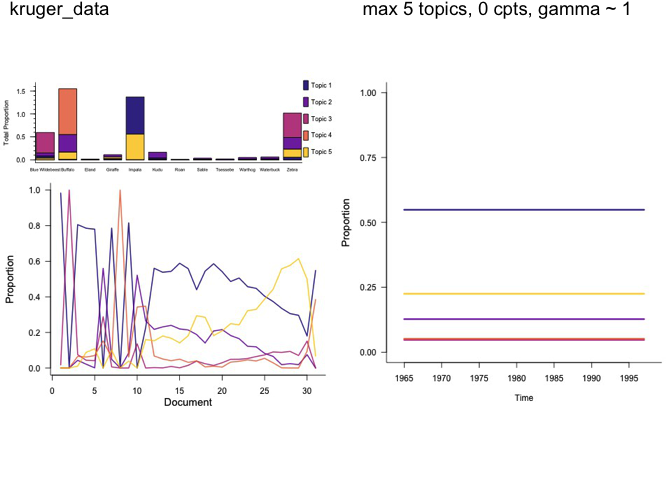 kruger_data
max 5 topics, 0 cpts, gamma ~ 1
Total Proportion
1.5
1.0
0.5
0.0
Topic 1
Topic 2
Topic 3
Topic 4
Topic 5
Blue Wildebeest Buffalo Eland Giraffe Impala Kudu Roan Sable Tsessebe Warthog Waterbuck Zebra
Proportion
1.0
0.8
0.6
0.4
0.2
0.0
0 5 10 15 20 25 30
Document
Proportion
1.00
0.75
0.50
0.25
0.00
1965 1970 1975 1980 1985 1990 1995
Time